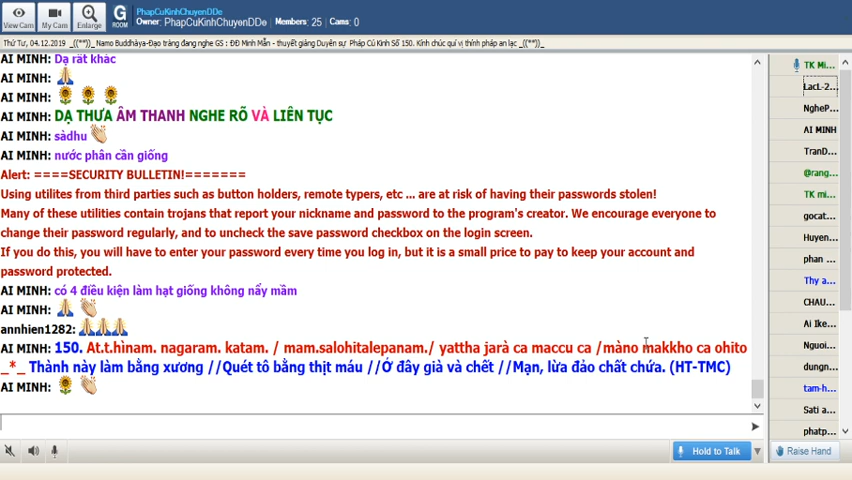 View Cam
My Cam
Enlarge
G
ROOM
PhapCuKinhChuyenDDe
Owner: PhapCuKinhChuyenDDe Members: 25 Cams: 0
Thứ Tư, 04.12.2019 _((**)_ Namo Buddhàya-Đạo tràng đang nghe GS : ĐĐ Minh Mẫn - thuyết giảng Duyên sự Pháp Cú Kinh Số 150. Kính chúc quí vị thính pháp an lạc _((**)_
AI MINH: Dạ rất khác
AI MINH: 🙏
AI MINH: 🌻 🌻 🌻
AI MINH: DẠ THƯA ÂM THANH NGHE RÕ VÀ LIÊN TỤC
AI MINH: sàdhu 👏
AI MINH: nước phân cần giống
Alert: ====SECURITY BULLETIN!=======
Using utilites from third parties such as button holders, remote typers, etc ... are at risk of having their passwords stolen!
Many of these utilities contain trojans that report your nickname and password to the program's creator. We encourage everyone to
change their password regularly, and to uncheck the save password checkbox on the login screen.
If you do this, you will have to enter your password every time you log in, but it is a small price to pay to keep your account and
password protected.
AI MINH: có 4 điều kiện làm hạt giống không nẩy mầm
AI MINH: 🙏 👏
annhien1282: 🙏🙏🙏
AI MINH: 150. At.t.hìnam. nagaram. katam. / mam.salohitalepanam./ yattha jarà ca maccu ca /màno makkho ca ohito
_*_ Thành này làm bằng xương //Quét tô bằng thịt máu //Ở đây già và chết //Mạn, lừa đảo chất chứa. (HT-TMC)
AI MINH: 🌻 👏
Hold to Talk
TK Mi...
LacL-2...
NgheP...
AI MINH
TranD...
@rang...
TK mi...
gocat...
Huyen...
phan ...
Thy a...
CHAU...
Ai Ike...
Nguoi...
dungn...
tam-h...
Sati a...
phatp...
Raise Hand